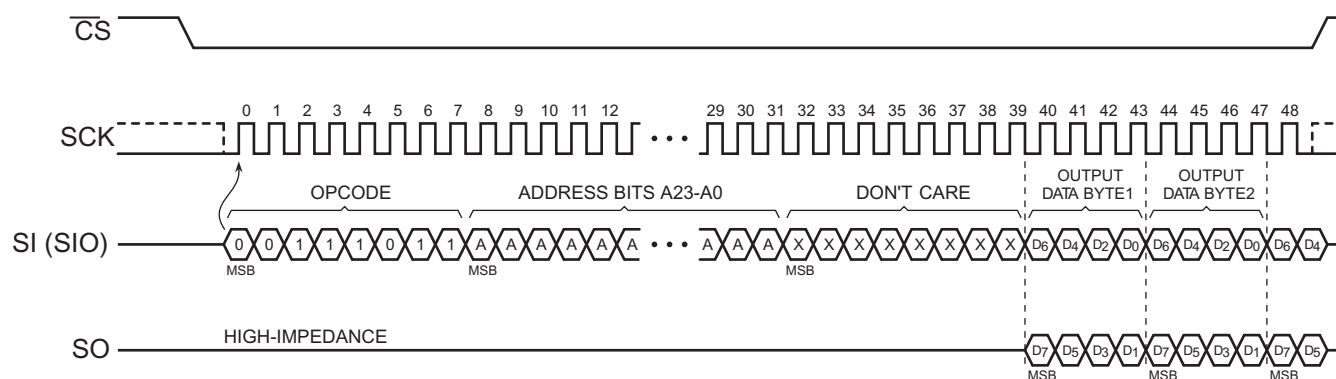 CS
0 1 2 3 4 5 6 7 8 9 10 11 12 29 30 31 32 33 34 35 36 37 38 39 40 41 42 43 44 45 46 47 48
SCK
OPCODE ADDRESS BITS A23-A0 DON'T CARE OUTPUT DATA BYTE1 OUTPUT DATA BYTE2
SI (SIO) 0 0 1 1 1 0 1 1 A A A A A A A A A X X X X X X X X D6 D4 D2 D0 D6 D4 D2 D0 D6 D4
MSB MSB MSB
HIGH-IMPEDANCE
SO D7 D5 D3 D1 D7 D5 D3 D1 D7 D5
MSB MSB MSB